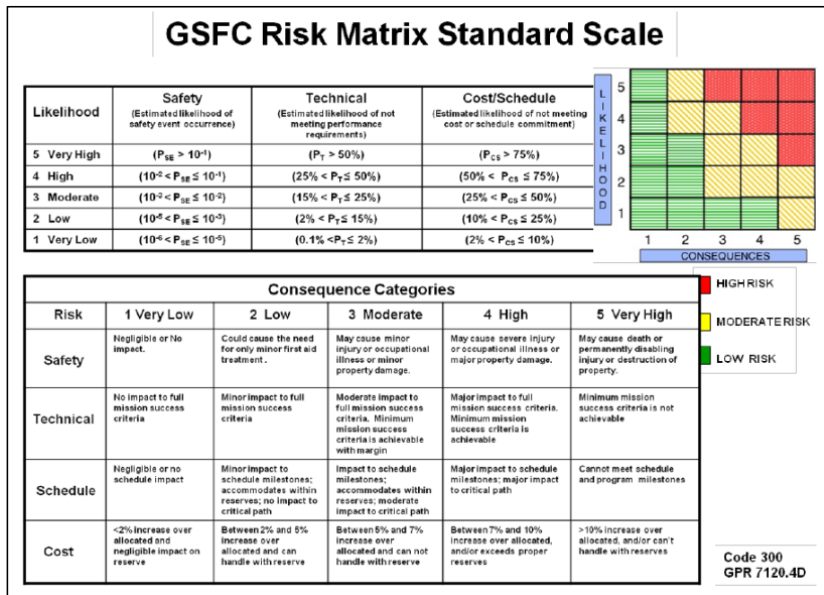 GSFC Risk Matrix Standard Scale
Likelihood
Safety
(Estimated likelihood of
safety event occurrence)
Technical
(Estimated likelihood of not
meeting performance
requirements)
Cost/Schedule
(Estimated likelihood of not meeting
cost or schedule commitment)
5 Very High
(PSE > 10-1)
(PT > 50%)
(PCS > 75%)
4 High
(10-2 < PSE ≤ 10-1)
(25% < PT ≤ 50%)
(50% < PCS ≤ 75%)
3 Moderate
(10-3 < PSE ≤ 10-2)
(15% < PT ≤ 25%)
(25% < PCS ≤ 50%)
2 Low
(10-5 < PSE ≤ 10-3)
(2% < PT ≤ 15%)
(10% < PCS ≤ 25%)
1 Very Low
(10-6 < PSE ≤ 10-5)
(0.1% < PT ≤ 2%)
(2% < PCS ≤ 10%)
LIKELIHOOD
5
4
3
2
1
1 2 3 4 5
CONSEQUENCES
HIGH RISK
MODERATE RISK
LOW RISK
Consequence Categories
Risk
1 Very Low
2 Low
3 Moderate
4 High
5 Very High
Safety
Negligible or No
impact.
Could cause the need
for only minor first aid
treatment.
May cause minor
injury or occupational
illness or minor
property damage.
May cause severe injury
or occupational illness or
major property damage.
May cause death or
permanently disabling
injury or destruction of
property.
Technical
No impact to full
mission success
criteria
Minor impact to full
mission success
criteria
Moderate impact to
full mission success
criteria. Minimum
mission success
criteria is achievable
with margin
Major impact to full
mission success criteria.
Minimum mission
success criteria is
achievable
Minimum mission
success criteria is not
achievable
Schedule
Negligible or no
schedule impact
Minor impact to
schedule milestones;
accommodates within
reserves; no impact to
critical path
Impact to schedule
milestones;
accommodates within
reserves; moderate
impact to critical path
Major impact to schedule
milestones; major impact
to critical path
Cannot meet schedule
and program milestones
Cost
<2% increase over
allocated and
negligible impact on
reserve
Between 2% and 5%
increase over
allocated and can
handle with reserve
Between 5% and 7%
increase over
allocated and can not
handle with reserve
Between 7% and 10%
increase over allocated,
and/or exceeds proper
reserves
>10% increase over
allocated, and/or can't
handle with reserves
Code 300
GPR 7120.4D